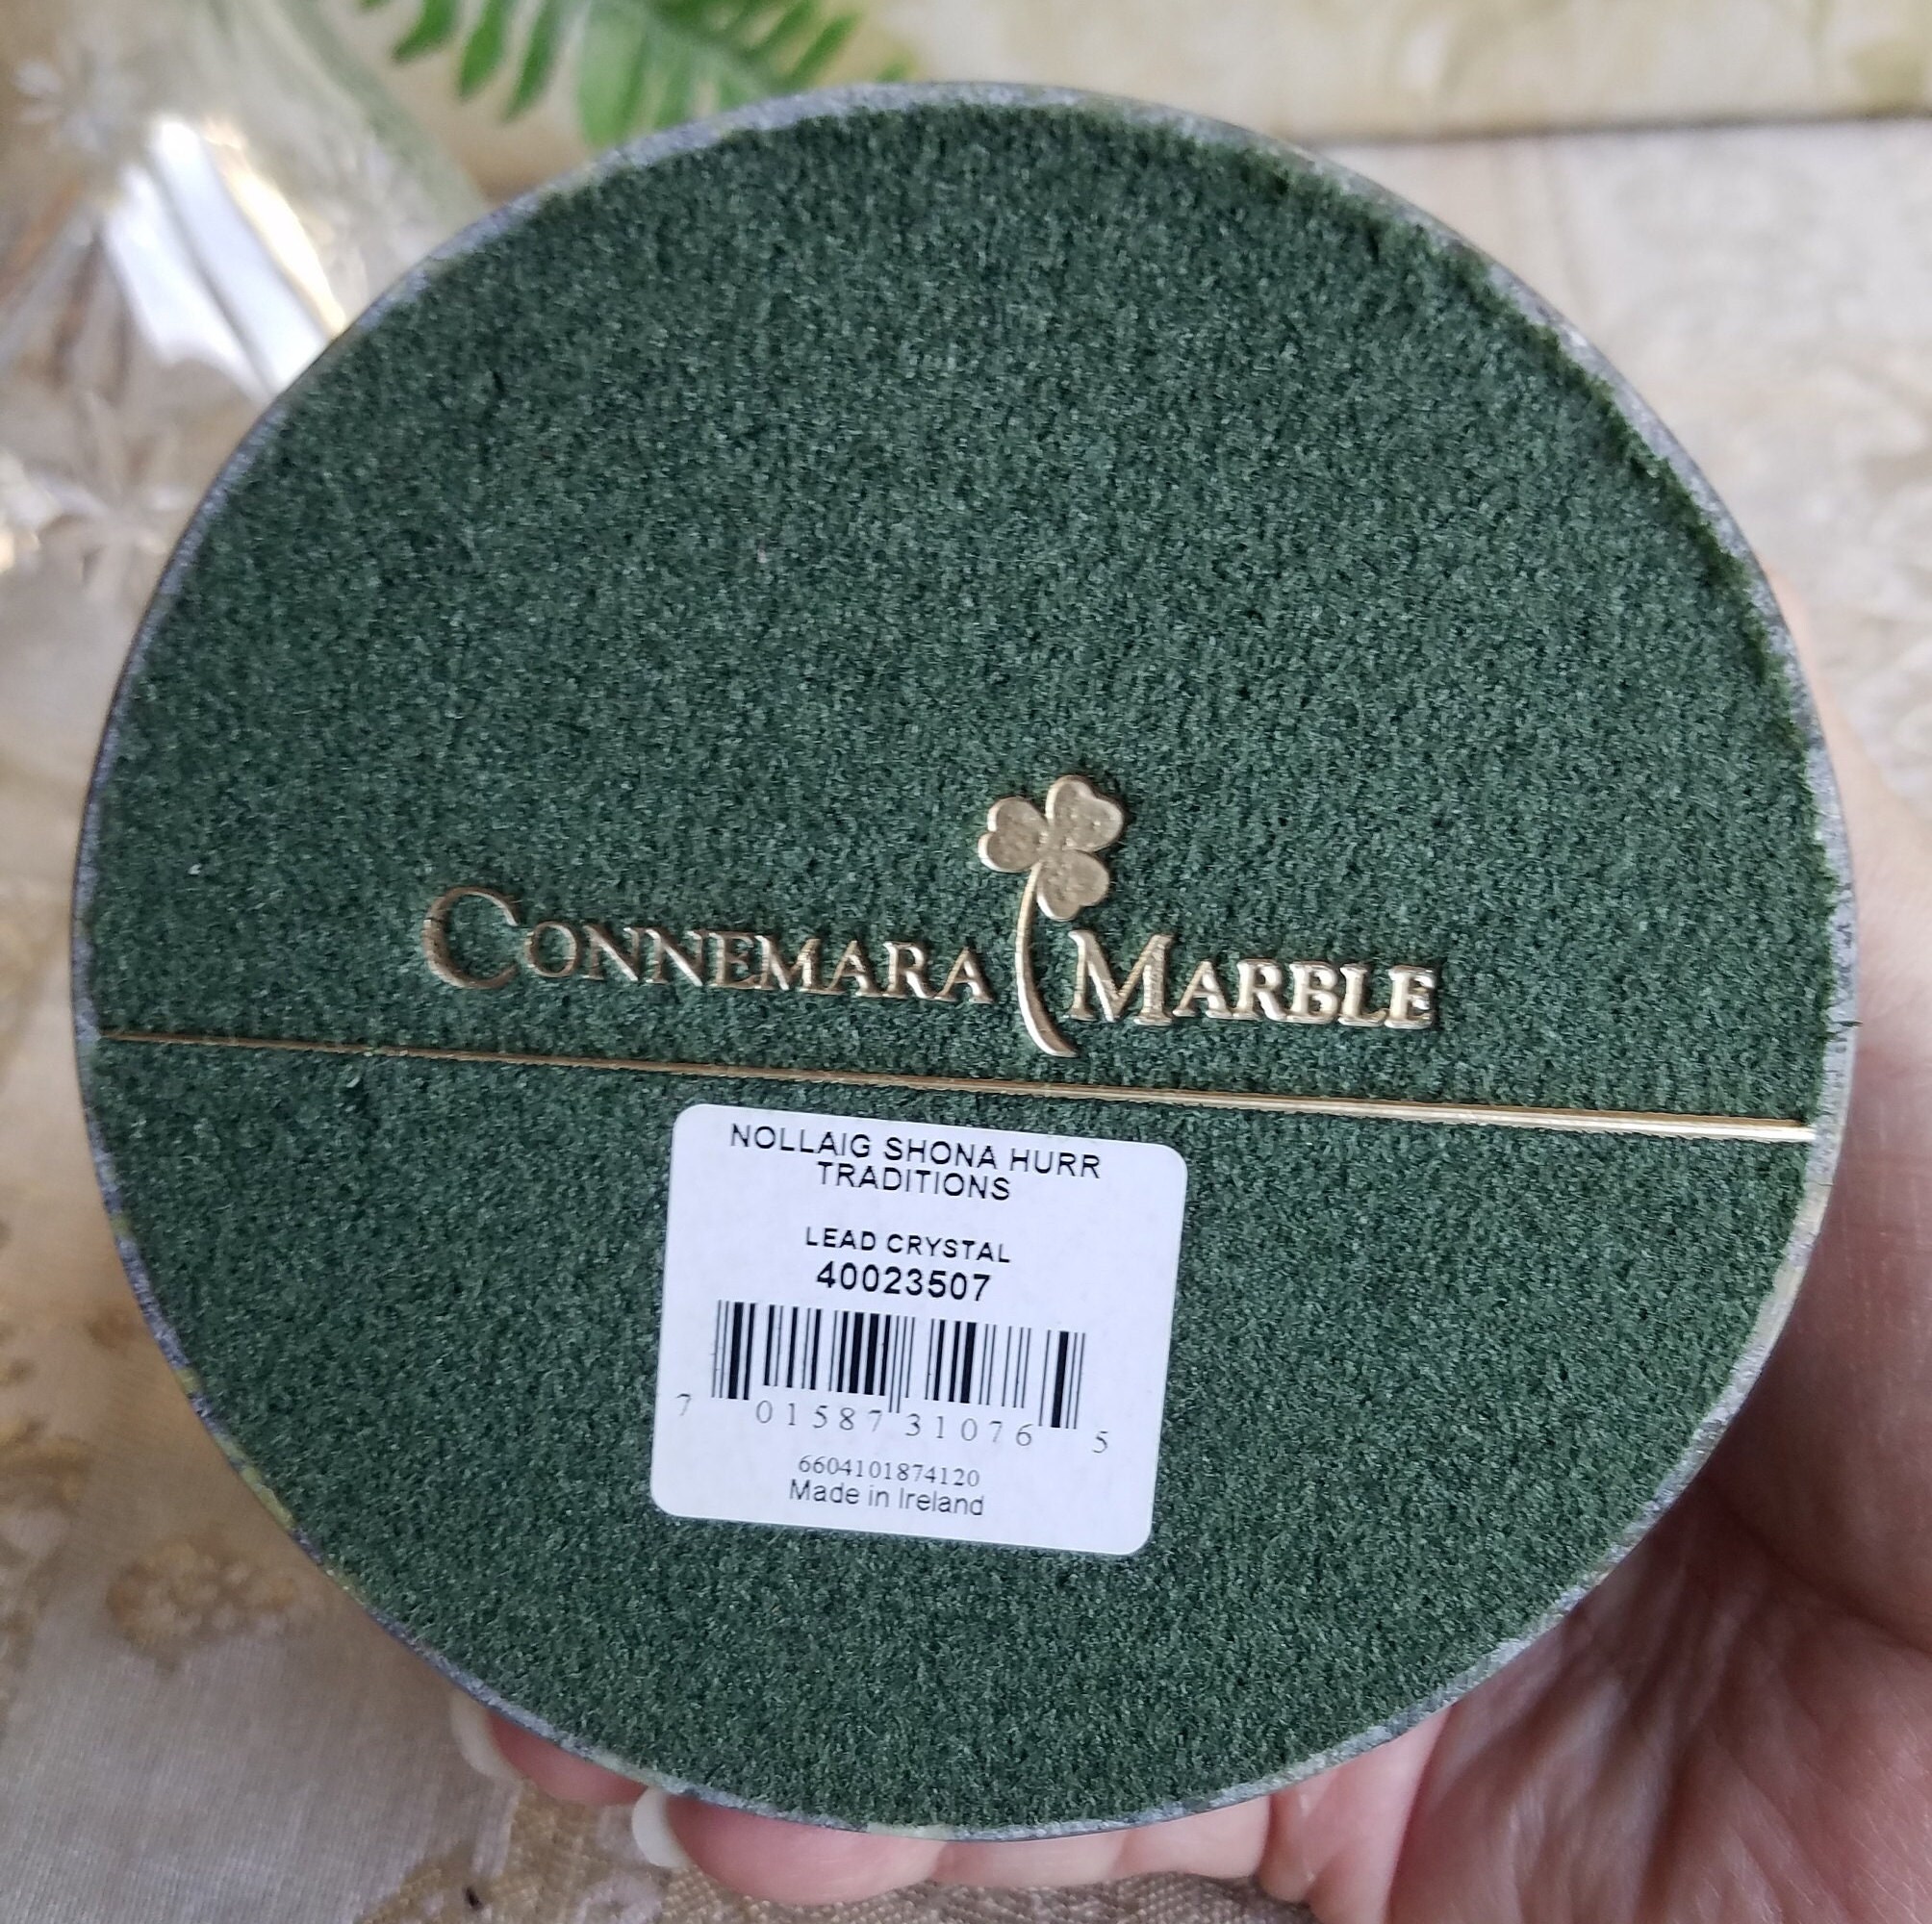 CONNEMARA MARBLE
NOLLAIG SHONA HURR
TRADITIONS
LEAD CRYSTAL
40023507
7 01587 31076 5
6604101874120
Made in Ireland